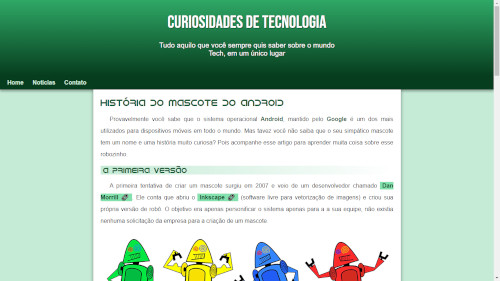 CURIOSIDADES DE TECNOLOGIA
Tudo aquilo que você sempre quis saber sobre o mundo
Tech, em um único lugar
Home Notícias Contato
HISTÓRIA DO MASCOTE DO ANDROID
Provavelmente você sabe que o sistema operacional Android, mantido pelo Google é um dos mais
utilizados para dispositivos móveis em todo o mundo. Mas tavez você não saiba que o seu simpático mascote
tem um nome e uma história muito curiosa? Pois acompanhe esse artigo para aprender muita coisa sobre esse
robozinho.
A PRIMEIRA VERSÃO
A primeira tentativa de criar um mascote surgiu em 2007 e veio de um desenvolvedor chamado Dan
Morrill. Ele conta que abriu o Inkscape (software livre para vetorização de imagens) e criou sua
própria versão de robô. O objetivo era apenas personificar o sistema apenas para a sua equipe, não existia
nenhuma solicitação da empresa para a criação de um mascote.